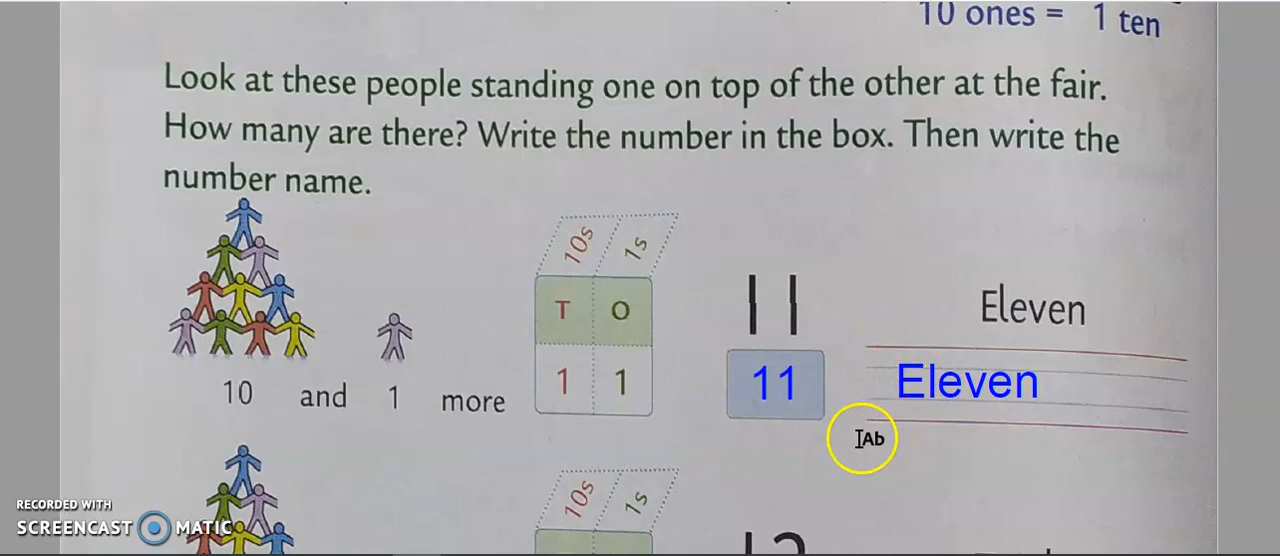 10 ones = 1 ten
Look at these people standing one on top of the other at the fair.
How many are there? Write the number in the box. Then write the
number name.
10s 1s
T O
1 1
11
11
Eleven
Eleven
10 and 1 more
Ab
10s 1s
12
RECORDED WITH
SCREENCAST MATIC